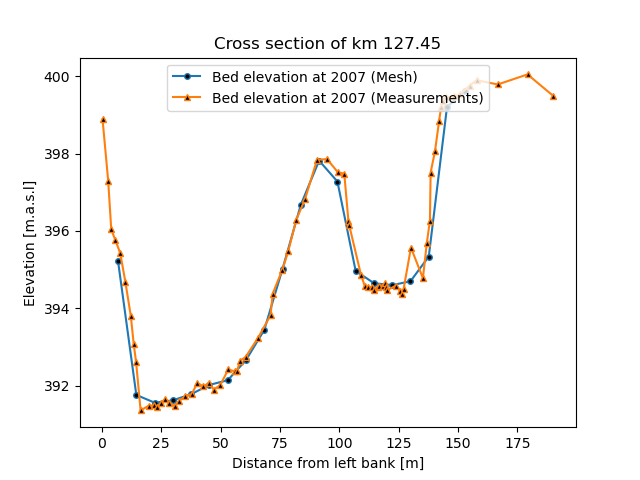 Cross section of km 127.45
Bed elevation at 2007 (Mesh)
Bed elevation at 2007 (Measurements)
400
398
396
394
392
Elevation [m.a.s.l]
0 25 50 75 100 125 150 175
Distance from left bank [m]